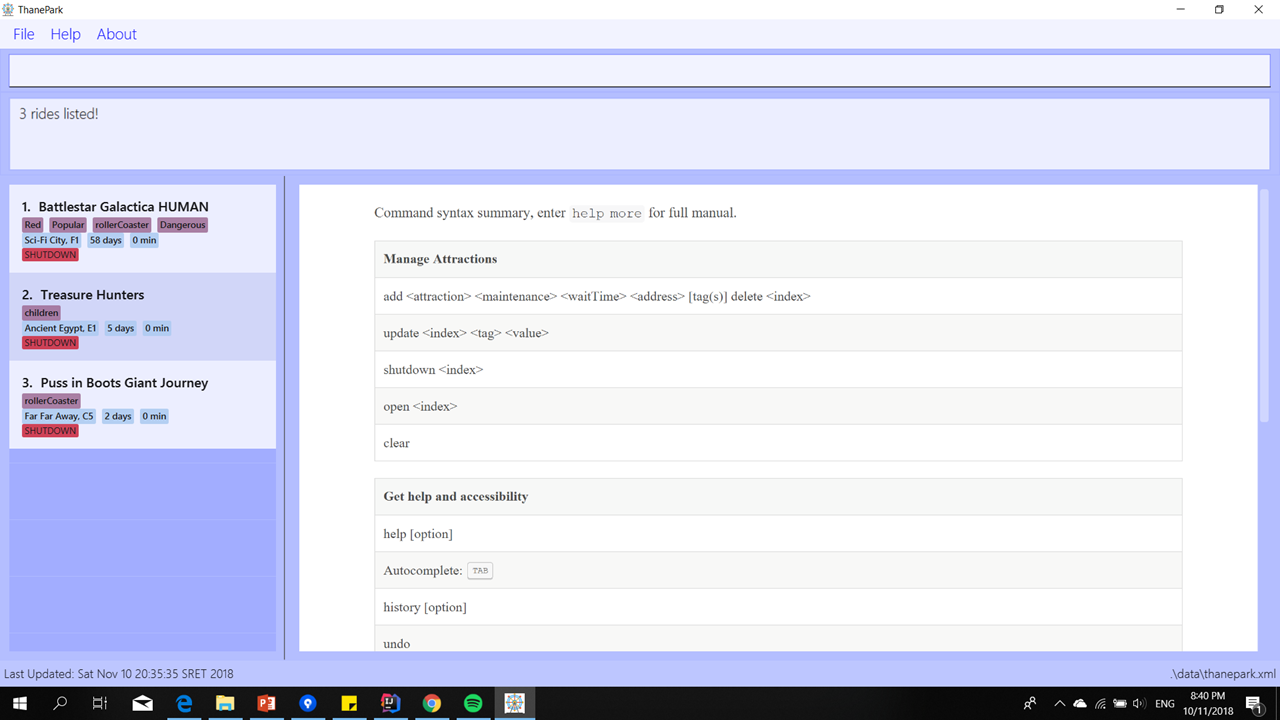 ThanePark
File Help About
3 rides listed!
1. Battlestar Galactica HUMAN
Red Popular rollerCoaster Dangerous
Sci-Fi City, F1 58 days 0 min
SHUTDOWN
2. Treasure Hunters
children
Ancient Egypt, E1 5 days 0 min
SHUTDOWN
3. Puss in Boots Giant Journey
rollerCoaster
Far Far Away, C5 2 days 0 min
SHUTDOWN
Command syntax summary, enter help more for full manual.
Manage Attractions
add <attraction> <maintenance> <waitTime> <address> [tag(s)] delete <index>
update <index> <tag> <value>
shutdown <index>
open <index>
clear
Get help and accessibility
help [option]
Autocomplete: TAB
history [option]
undo
Last Updated: Sat Nov 10 20:35:35 SRET 2018
.\data\thanepark.xml
ENG
8:40 PM
10/11/2018
1